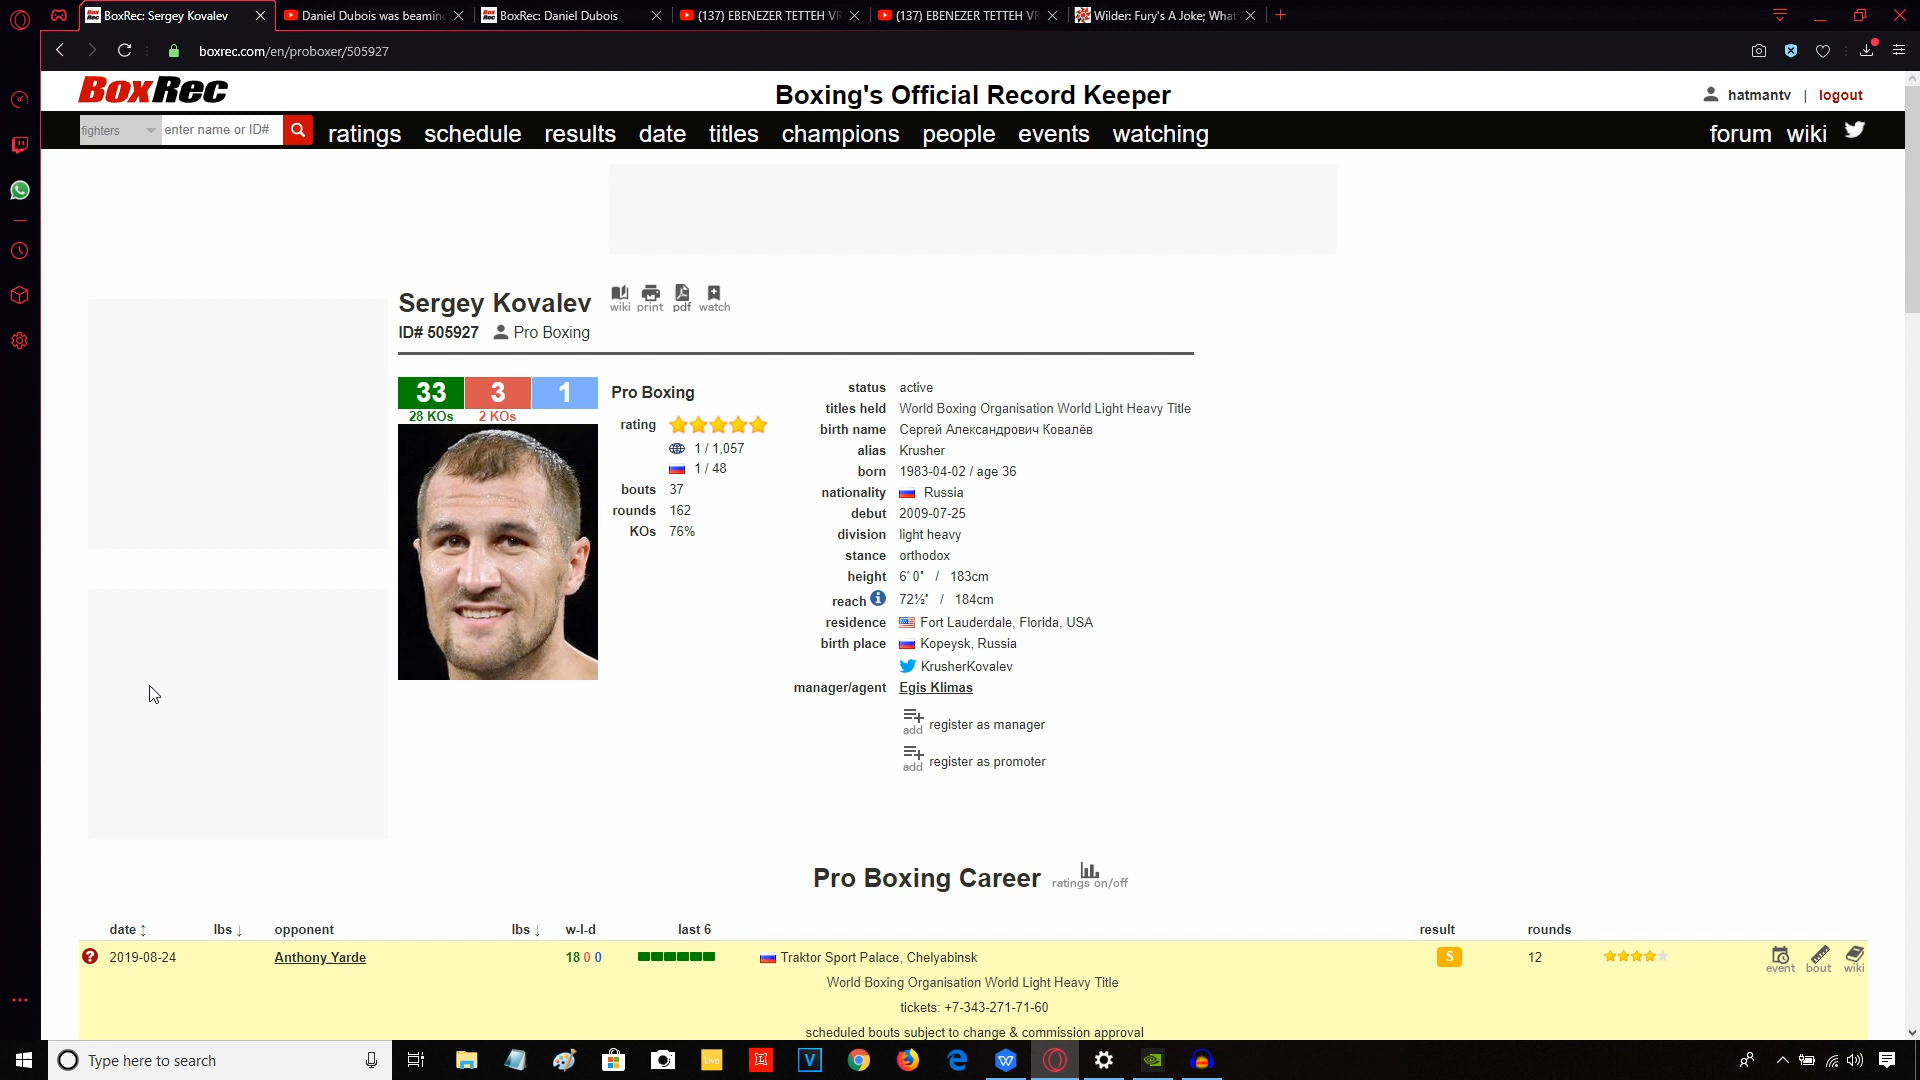 BoxRec: Sergey Kovalev
Daniel Dubois was beaming
BoxRec: Daniel Dubois
(137) EBENEZER TETTEH VR
(137) EBENEZER TETTEH VR
Wilder: Fury's A Joke; What
boxrec.com/en/proboxer/505927
BoxRec
Boxing's Official Record Keeper
hatmantv | logout
fighters
enter name or ID#
ratings schedule results date titles champions people events watching
forum wiki
Sergey Kovalev
wiki print pdf watch
ID# 505927 Pro Boxing
33 3 1
28 KOs 2 KOs
Pro Boxing
rating
1 / 1,057
1 / 48
bouts 37
rounds 162
KOs 76%
status active
titles held World Boxing Organisation World Light Heavy Title
birth name Сергей Александрович Ковалёв
alias Krusher
born 1983-04-02 / age 36
nationality Russia
debut 2009-07-25
division light heavy
stance orthodox
height 6′ 0″ / 183cm
reach 72½″ / 184cm
residence Fort Lauderdale, Florida, USA
birth place Kopeysk, Russia
KrusherKovalev
manager/agent Egis Klimas
add register as manager
add register as promoter
Pro Boxing Career
ratings on/off
date lbs opponent lbs w-l-d last 6 result rounds
2019-08-24 Anthony Yarde 18 0 0 Traktor Sport Palace, Chelyabinsk S 12
event bout wiki
World Boxing Organisation World Light Heavy Title
tickets: +7-343-271-71-60
scheduled bouts subject to change & commission approval
Type here to search